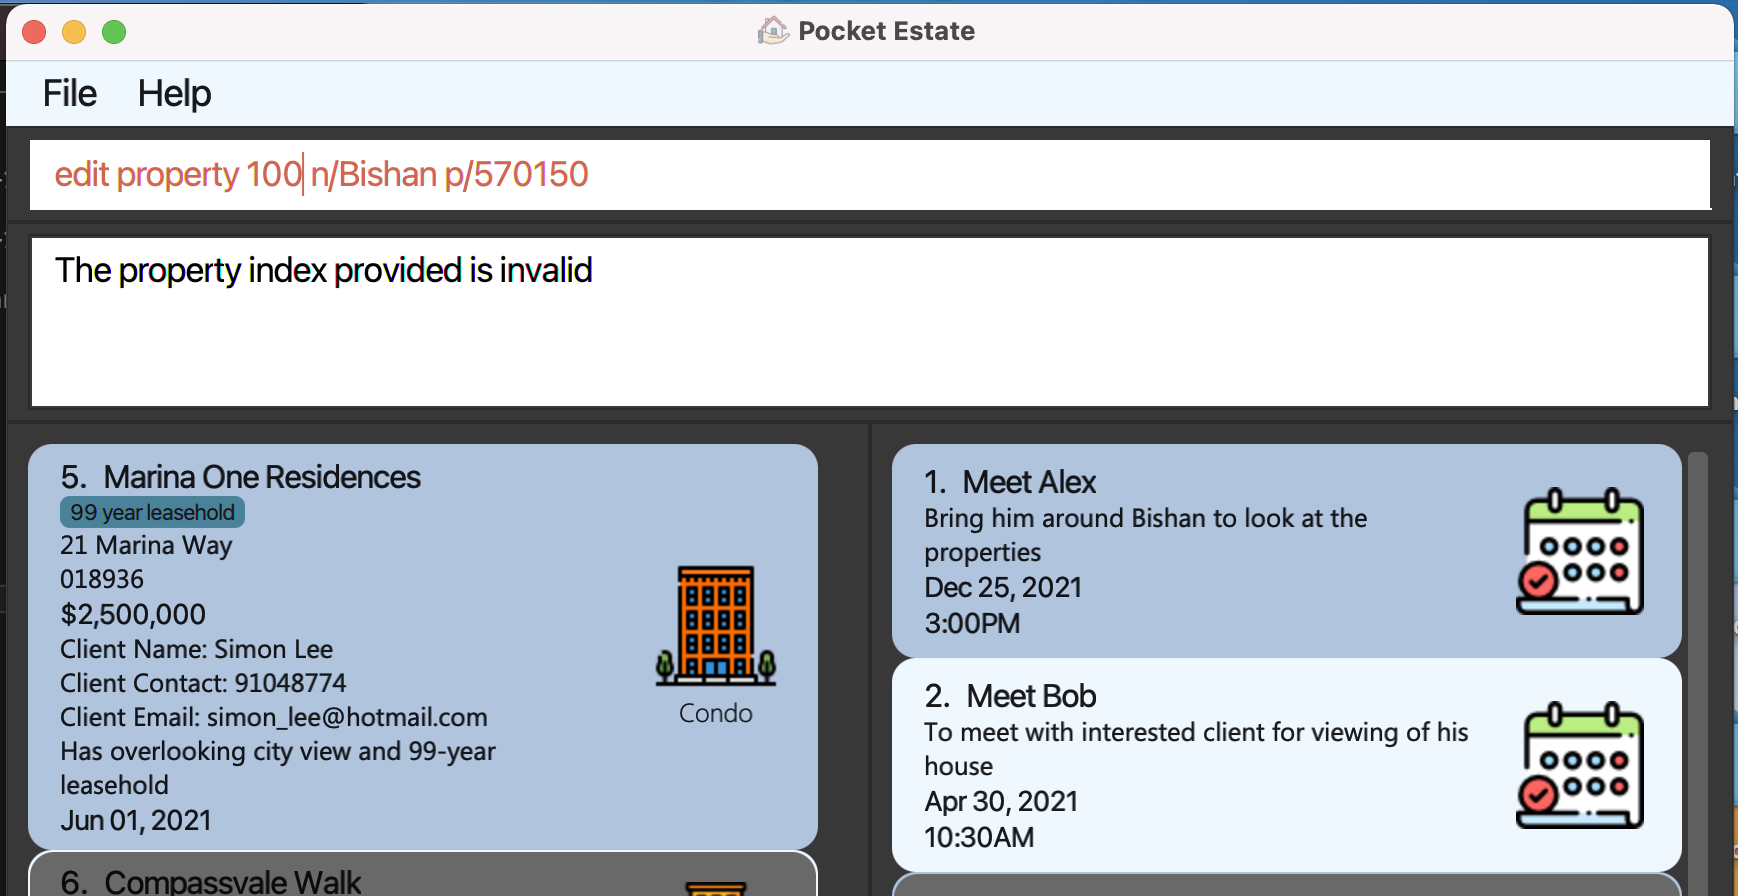 Pocket Estate
File Help
edit property 100 n/Bishan p/570150
The property index provided is invalid
5. Marina One Residences
99 year leasehold
21 Marina Way
018936
$2,500,000
Client Name: Simon Lee
Client Contact: 91048774
Client Email: simon_lee@hotmail.com
Has overlooking city view and 99-year
leasehold
Jun 01, 2021
Condo
6. Compassvale Walk
1. Meet Alex
Bring him around Bishan to look at the
properties
Dec 25, 2021
3:00PM
2. Meet Bob
To meet with interested client for viewing of his
house
Apr 30, 2021
10:30AM